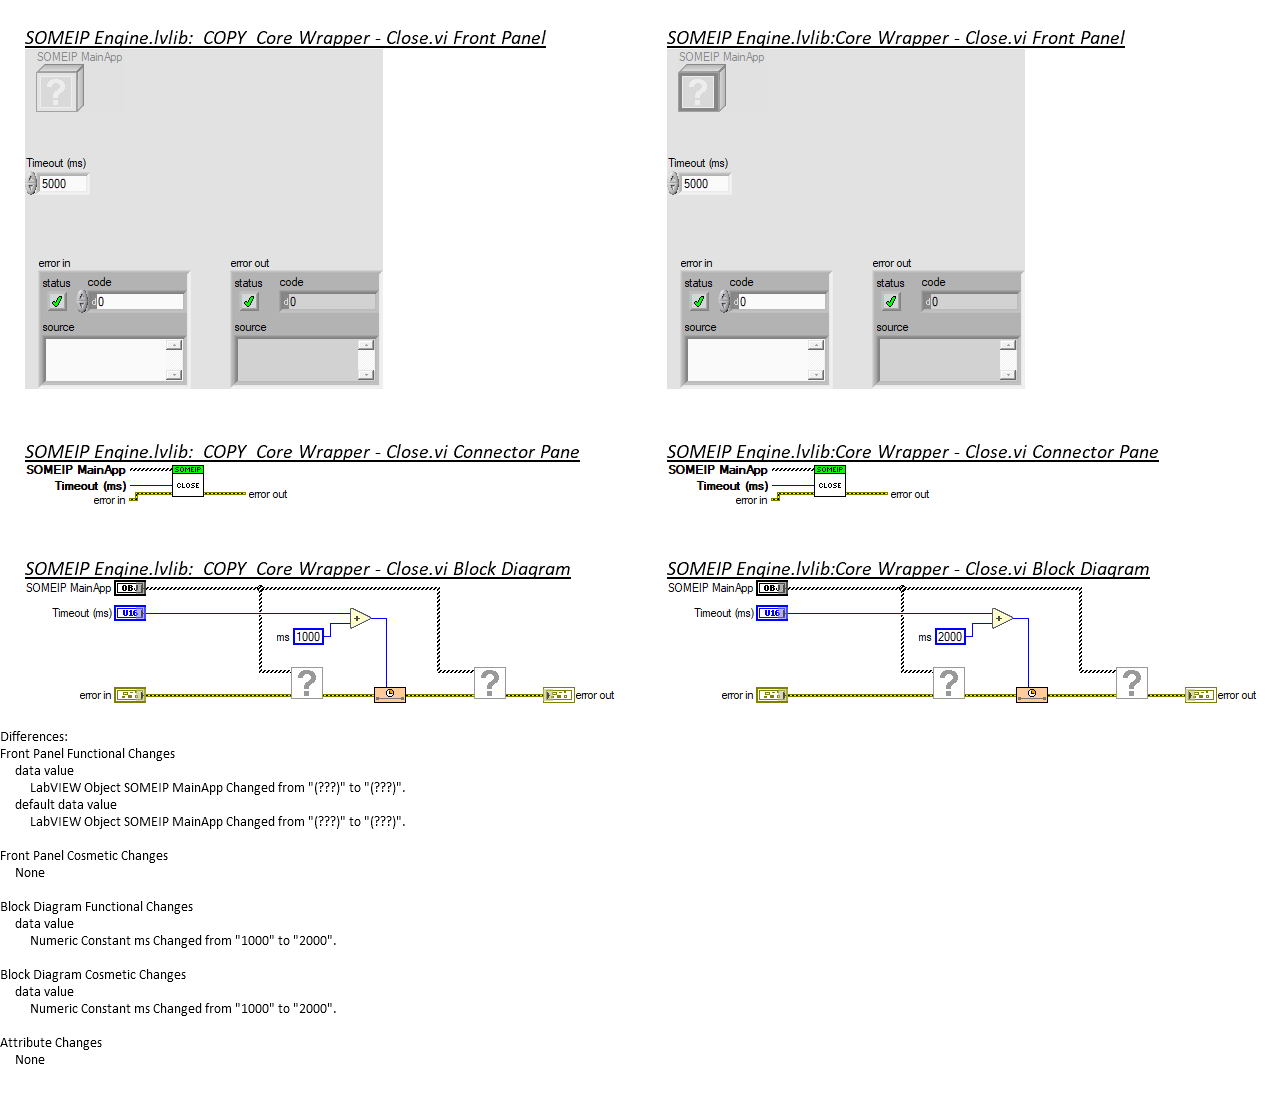 SOMEIP Engine.lvlib:_COPY_Core Wrapper - Close.vi Front Panel
SOMEIP MainApp
?
Timeout (ms)
5000
error in
status code
d 0
source
error out
status code
d 0
source
SOMEIP Engine.lvlib:Core Wrapper - Close.vi Front Panel
SOMEIP MainApp
?
Timeout (ms)
5000
error in
status code
d 0
source
error out
status code
d 0
source
SOMEIP Engine.lvlib:_COPY_Core Wrapper - Close.vi Connector Pane
SOMEIP MainApp
Timeout (ms)
error in
SOMEIP
CLOSE
error out
SOMEIP Engine.lvlib:Core Wrapper - Close.vi Connector Pane
SOMEIP MainApp
Timeout (ms)
error in
SOMEIP
CLOSE
error out
SOMEIP Engine.lvlib:_COPY_Core Wrapper - Close.vi Block Diagram
SOMEIP MainApp OBJ
Timeout (ms) U16
+
ms 1000
? ?
error in
error out
SOMEIP Engine.lvlib:Core Wrapper - Close.vi Block Diagram
SOMEIP MainApp OBJ
Timeout (ms) U16
+
ms 2000
? ?
error in
error out
Differences:
Front Panel Functional Changes
data value
LabVIEW Object SOMEIP MainApp Changed from "(???)" to "(???)".
default data value
LabVIEW Object SOMEIP MainApp Changed from "(???)" to "(???)".
Front Panel Cosmetic Changes
None
Block Diagram Functional Changes
data value
Numeric Constant ms Changed from "1000" to "2000".
Block Diagram Cosmetic Changes
data value
Numeric Constant ms Changed from "1000" to "2000".
Attribute Changes
None